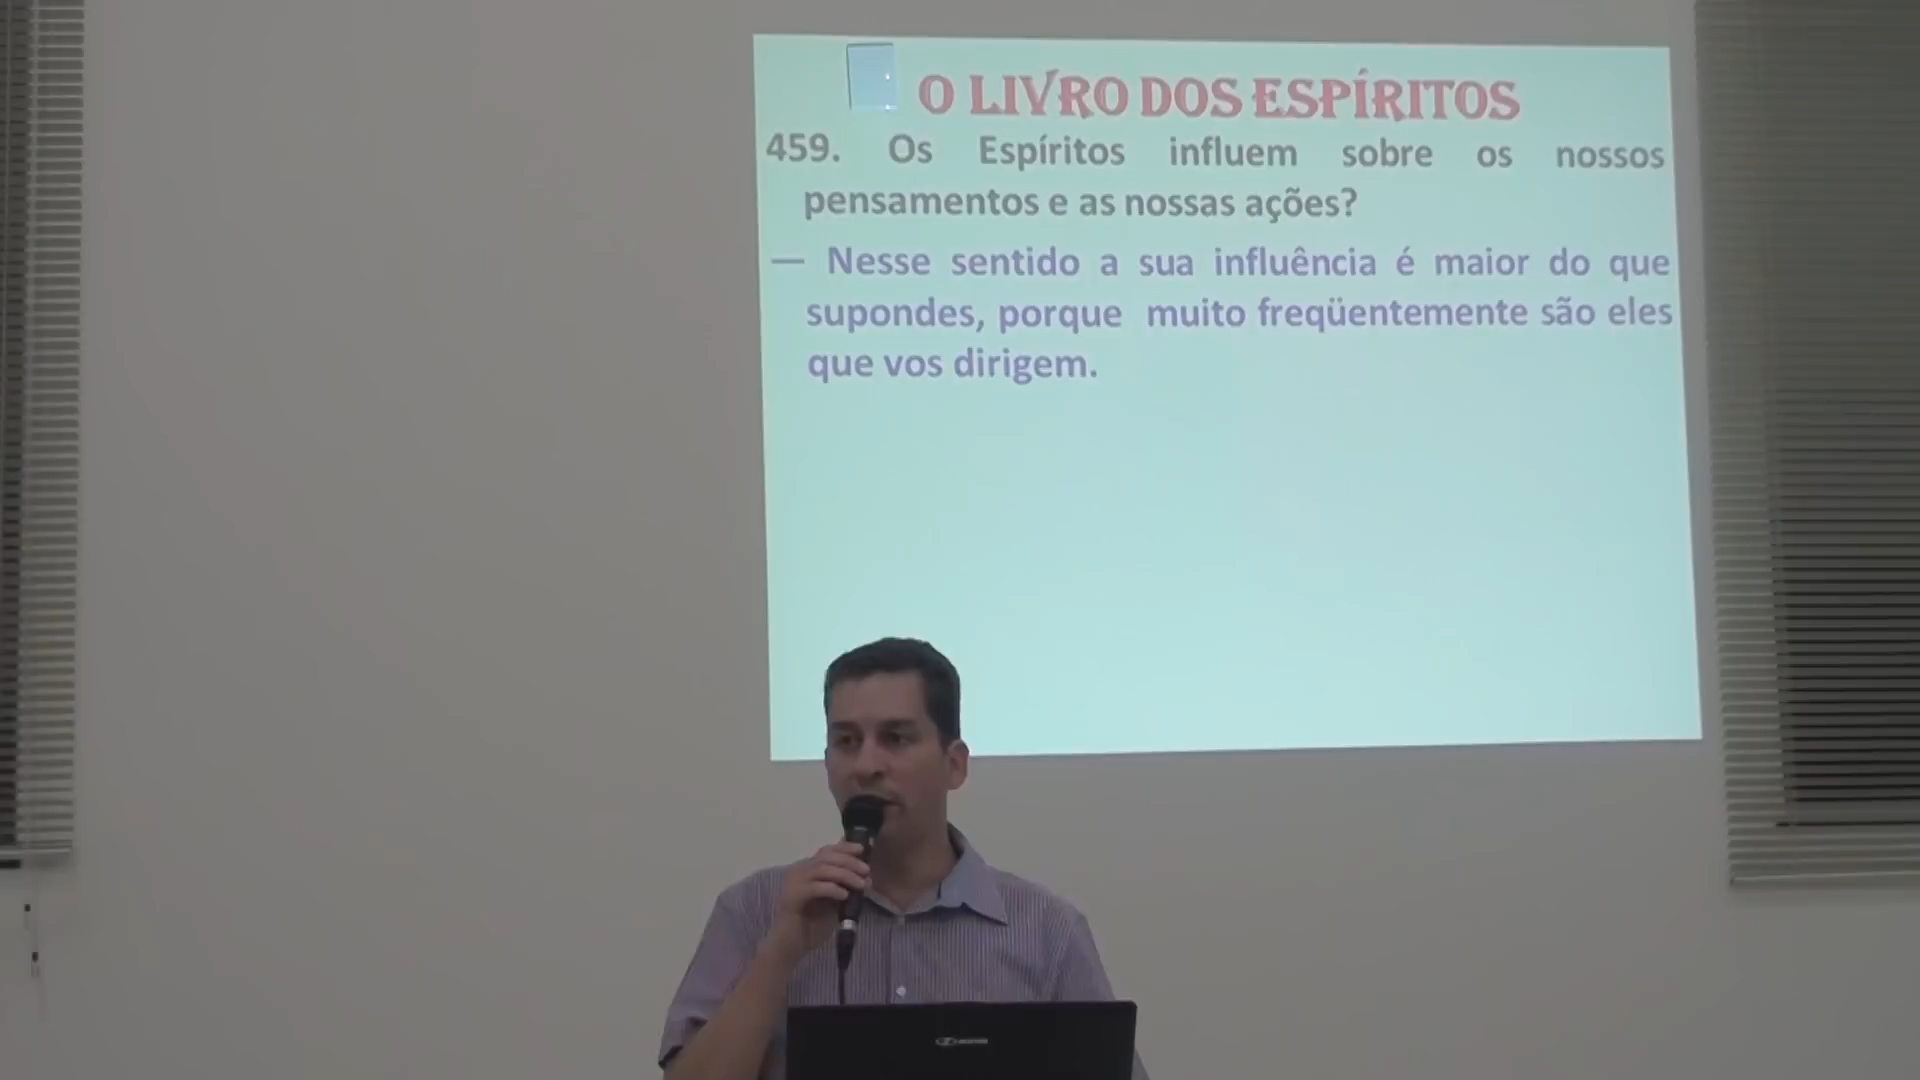 O LIVRO DOS ESPÍRITOS
459. Os Espíritos influem sobre os nossos
pensamentos e as nossas ações?
— Nesse sentido a sua influência é maior do que
supondes, porque muito freqüentemente são eles
que vos dirigem.